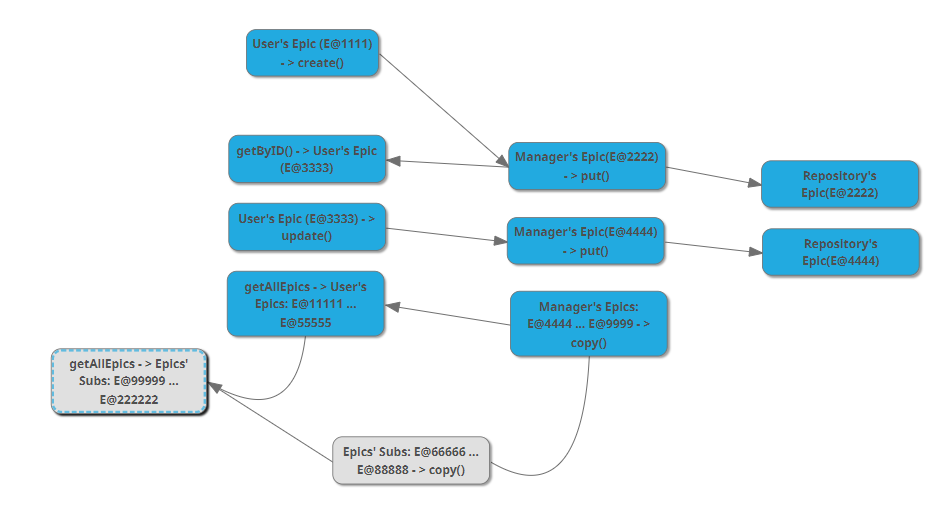 User's Epic (E@1111)
- > create()
getByID() - > User's Epic
(E@3333)
Manager's Epic(E@2222)
- > put()
Repository's
Epic(E@2222)
User's Epic (E@3333) - >
update()
Manager's Epic(E@4444)
- > put()
Repository's
Epic(E@4444)
getAllEpics - > User's
Epics: E@11111 ...
E@55555
Manager's Epics:
E@4444 ... E@9999 - >
copy()
getAllEpics - > Epics'
Subs: E@99999 ...
E@222222
Epics' Subs: E@66666 ...
E@88888 - > copy()